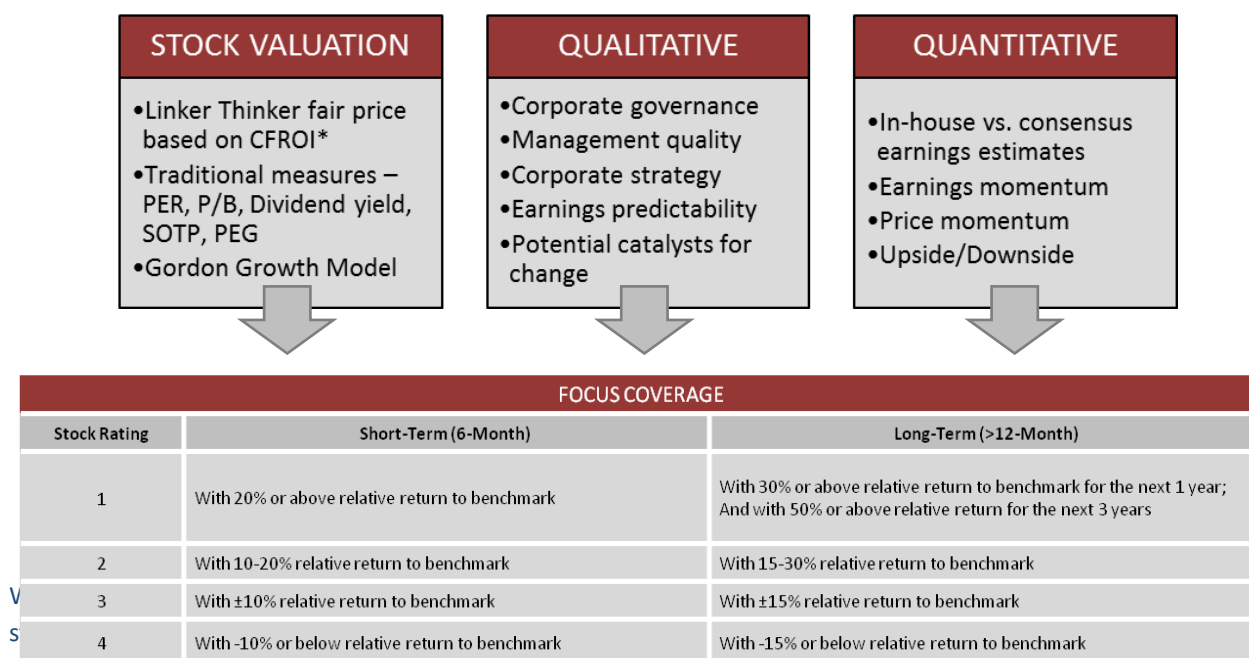 STOCK VALUATION
•Linker Thinker fair price
based on CFROI*
•Traditional measures –
PER, P/B, Dividend yield,
SOTP, PEG
•Gordon Growth Model
QUALITATIVE
•Corporate governance
•Management quality
•Corporate strategy
•Earnings predictability
•Potential catalysts for
change
QUANTITATIVE
•In-house vs. consensus
earnings estimates
•Earnings momentum
•Price momentum
•Upside/Downside
FOCUS COVERAGE
Stock Rating Short-Term (6-Month) Long-Term (>12-Month)
1 With 20% or above relative return to benchmark With 30% or above relative return to benchmark for the next 1 year;
And with 50% or above relative return for the next 3 years
2 With 10-20% relative return to benchmark With 15-30% relative return to benchmark
3 With ±10% relative return to benchmark With ±15% relative return to benchmark
4 With -10% or below relative return to benchmark With -15% or below relative return to benchmark